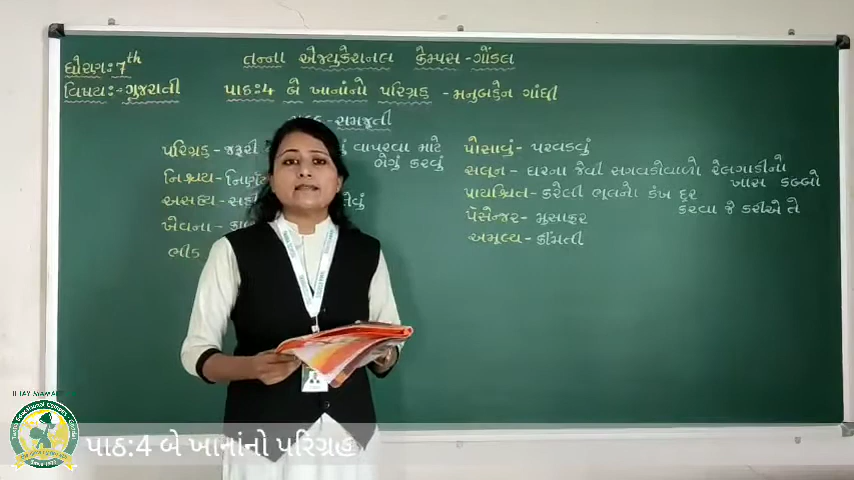 ધોરણઃ 7th
તન્ના એજ્યુકેશનલ કેમ્પસ - ગોંડલ
વિષયઃ- ગુજરાતી
પાઠઃ4 બે ખાનાંનો પરિગ્રહ - મનુબહેન ગાંધી
સમજૂતી
પરિગ્રહ - જરૂરી વાપરવા માટે
ભેગું કરવું
નિશ્ચય - નિર્ણય
અસહ્ય -
ખેવના -
ભીડ
પોસાવું - પરવડવું
સલૂન - ઘરના જેવી સગવડોવાળો રેલગાડીનો
ખાસ ડબ્બો
પ્રાયશ્ચિત - કરેલી ભૂલનો ડંખ દૂર
કરવા જે કરીએ તે
પેસેન્જર - મુસાફર
અમૂલ્ય - કીંમતી
પાઠ:4 બે ખાનાંનો પરિગ્રહ